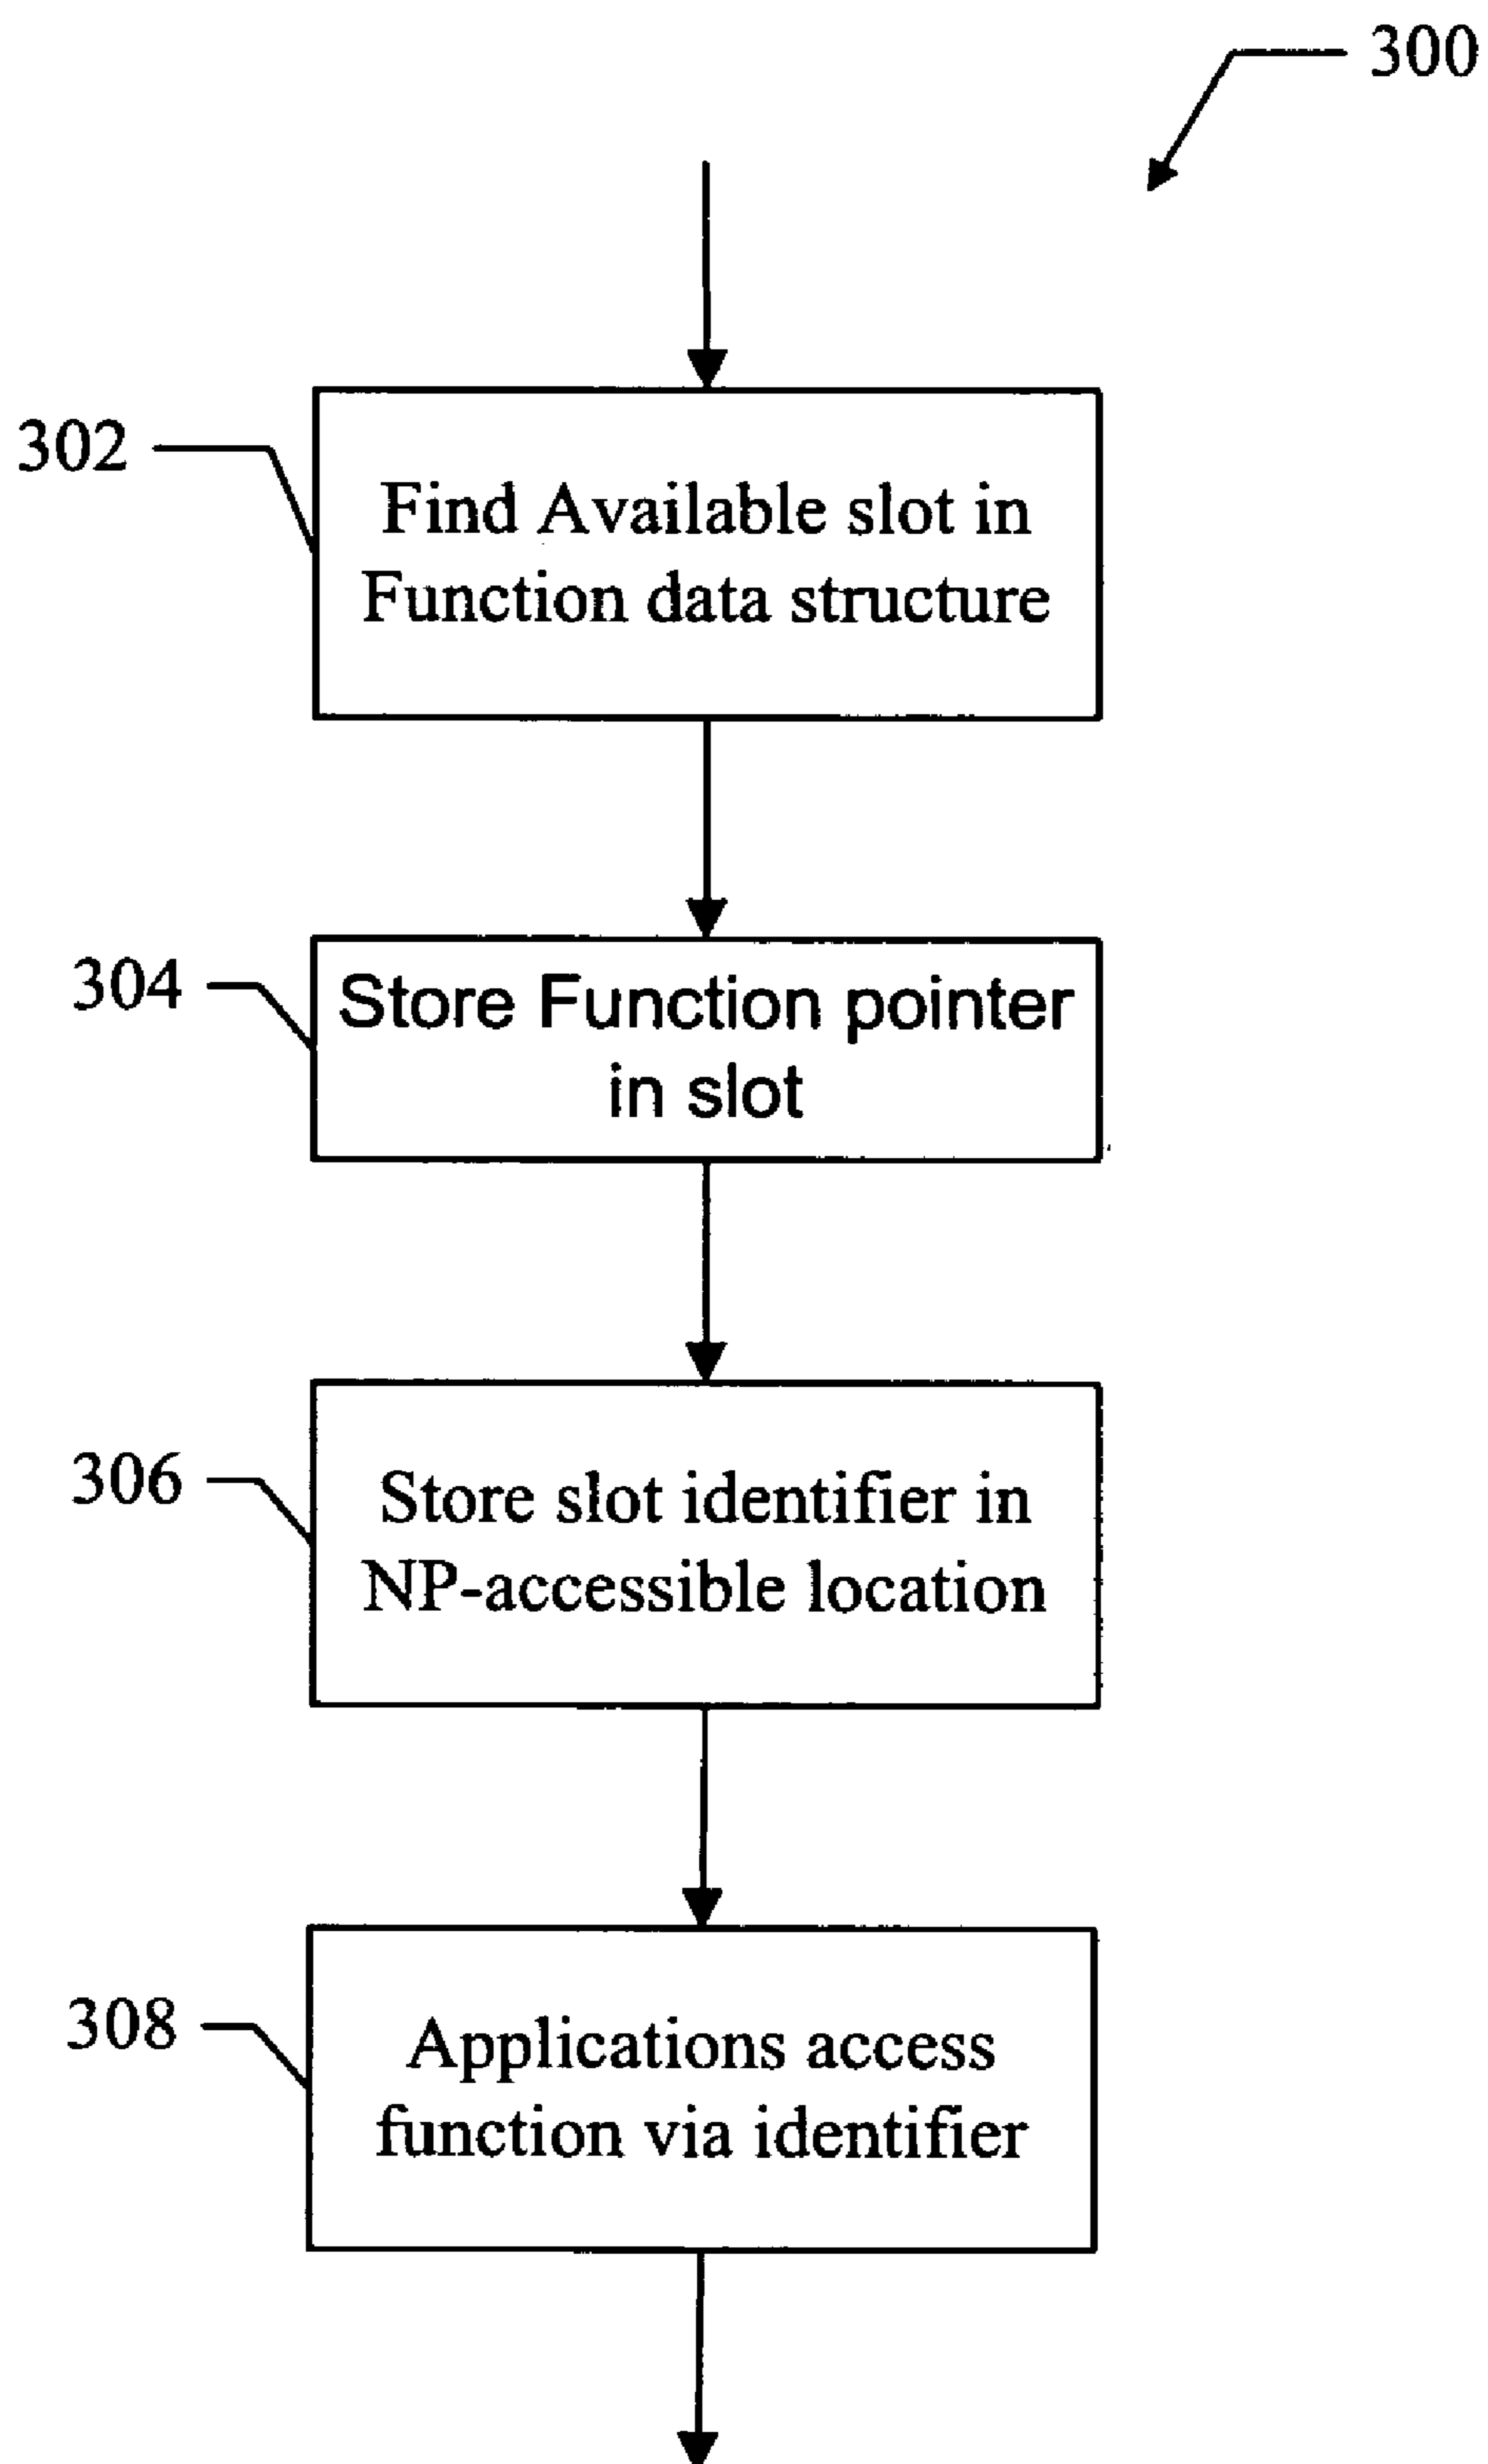 300
302
Find Available slot in
Function data structure
304
Store Function pointer
in slot
306
Store slot identifier in
NP-accessible location
308
Applications access
function via identifier